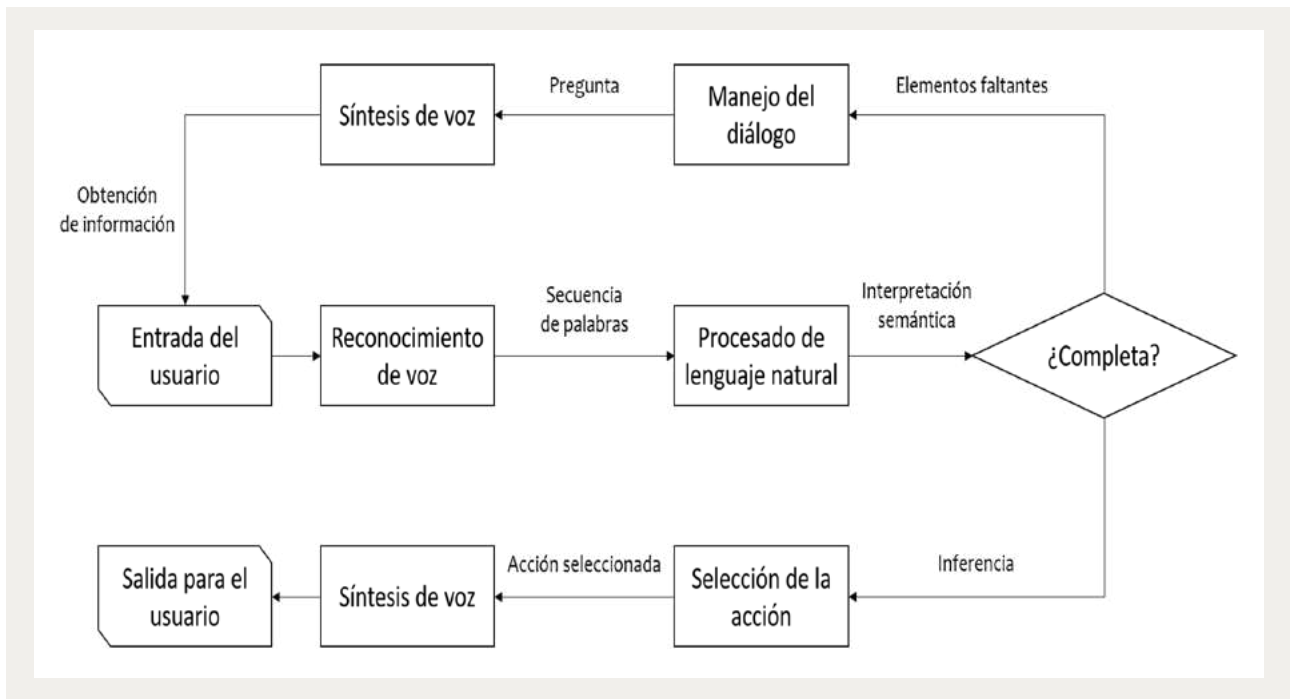 Síntesis de voz
Pregunta
Manejo del
diálogo
Elementos faltantes
Obtención
de información
Entrada del
usuario
Reconocimiento
de voz
Secuencia
de palabras
Procesado de
lenguaje natural
Interpretación
semántica
¿Completa?
Salida para el
usuario
Síntesis de voz
Acción seleccionada
Selección de la
acción
Inferencia